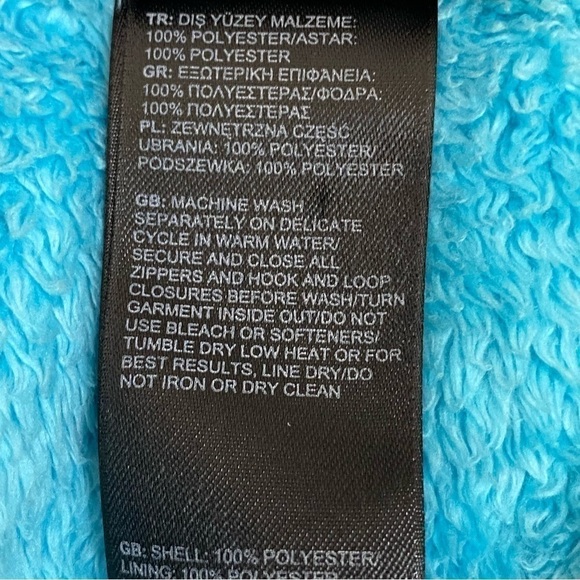 TR: DIŞ YÜZEY MALZEME:
100% POLYESTER/ASTAR:
100% POLYESTER
GR: ΕΞΩΤΕΡΙΚΗ ΕΠΙΦΑΝΕΙΑ:
100% ΠΟΛΥΕΣΤΕΡΑΣ/ΦΟΔΡΑ:
100% ΠΟΛΥΕΣΤΕΡΑΣ
PL: ZEWNĘTRZNA CZĘŚĆ
UBRANIA: 100% POLYESTER/
PODSZEWKA: 100% POLYESTER
GB: MACHINE WASH
SEPARATELY ON DELICATE
CYCLE IN WARM WATER/
SECURE AND CLOSE ALL
ZIPPERS AND HOOK AND LOOP
CLOSURES BEFORE WASH/TURN
GARMENT INSIDE OUT/DO NOT
USE BLEACH OR SOFTENERS/
TUMBLE DRY LOW HEAT OR FOR
BEST RESULTS, LINE DRY/DO
NOT IRON OR DRY CLEAN
GB: SHELL: 100% POLYESTER/
LINING: 100% POLYESTER